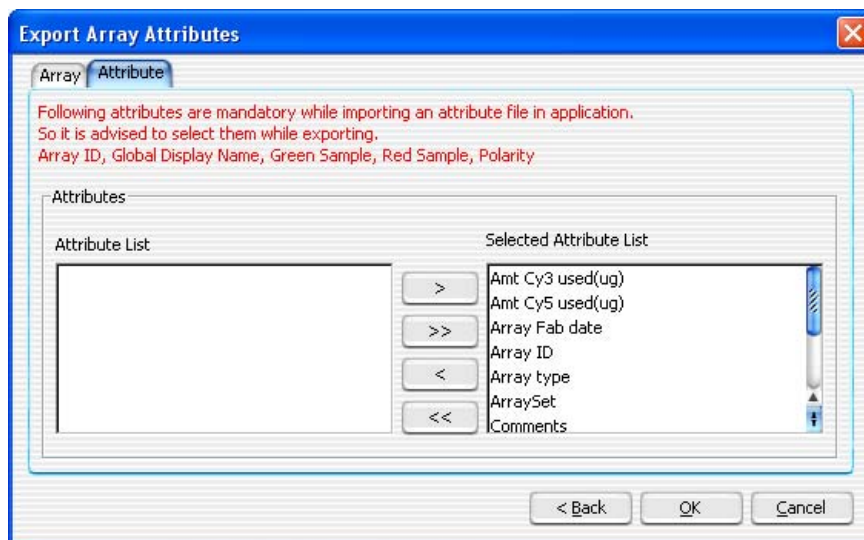 Export Array Attributes
Array
Attribute
Following attributes are mandatory while importing an attribute file in application.
So it is advised to select them while exporting.
Array ID, Global Display Name, Green Sample, Red Sample, Polarity
Attributes
Attribute List
Selected Attribute List
>
>>
<
<<
Amt Cy3 used(ug)
Amt Cy5 used(ug)
Array Fab date
Array ID
Array type
ArraySet
Comments
< Back
OK
Cancel